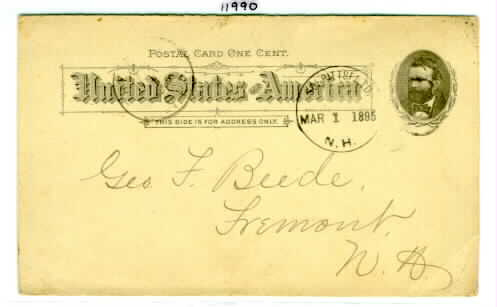 11990
POSTAL CARD ONE CENT.
United States of America
THIS SIDE IS FOR ADDRESS ONLY.
MAR 1 1895
N. H.
Geo. F. Beede,
Fremont,
N. H.